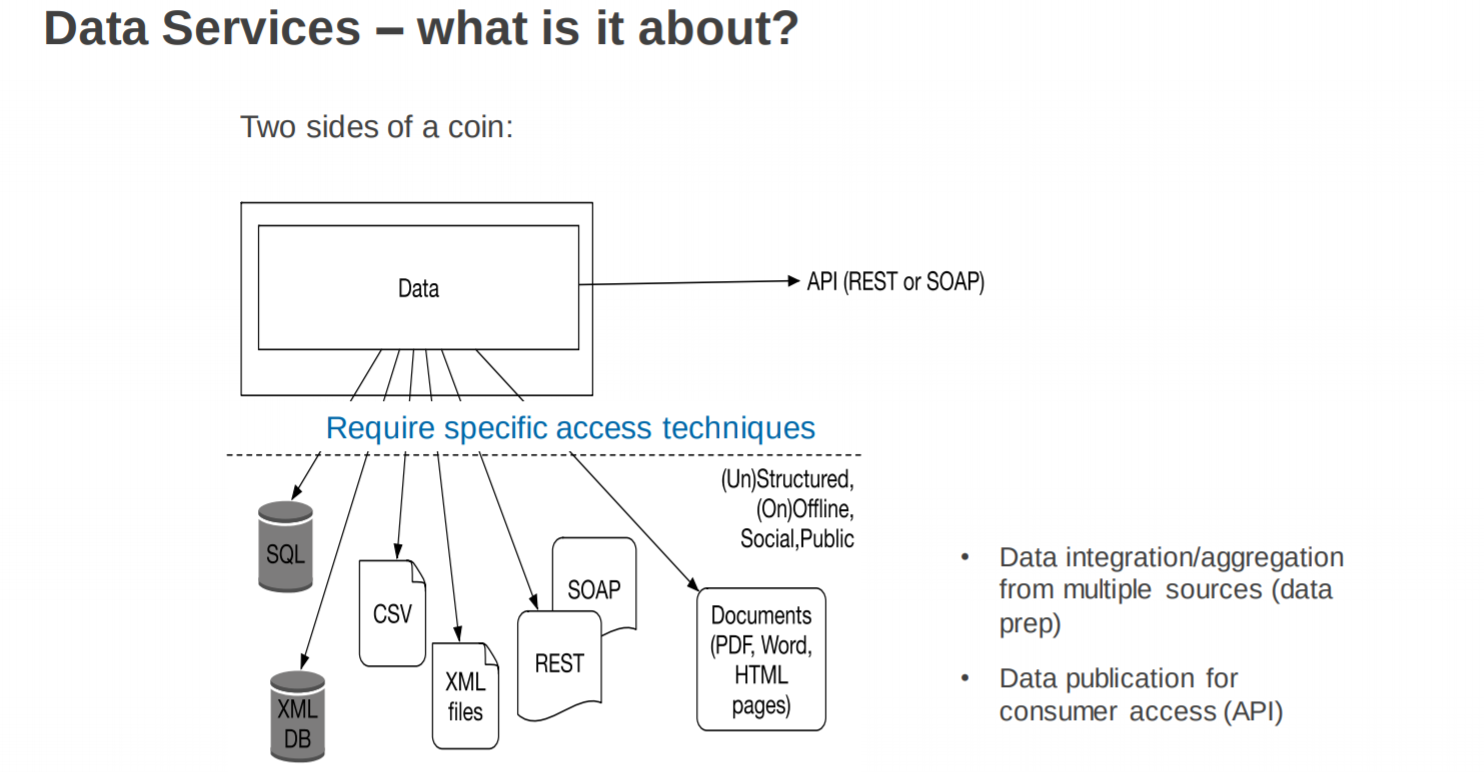 Data Services – what is it about?
Two sides of a coin:
Data
API (REST or SOAP)
Require specific access techniques
(Un)Structured,
(On)Offline,
Social,Public
SQL
CSV
XML
files
SOAP
REST
Documents
(PDF, Word,
HTML
pages)
XML
DB
• Data integration/aggregation
from multiple sources (data
prep)
• Data publication for
consumer access (API)